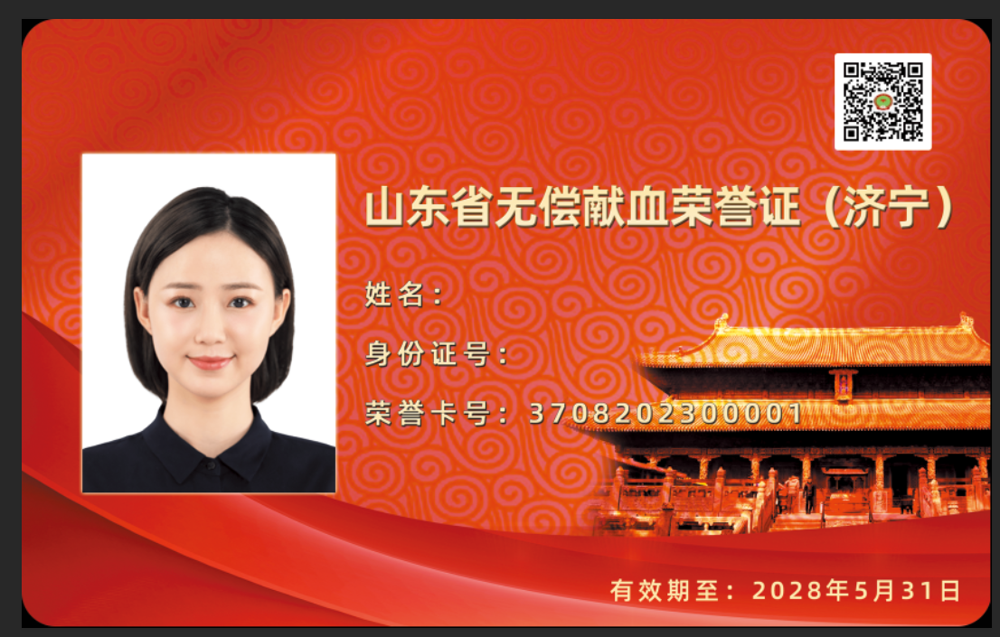 山东省无偿献血荣誉证（济宁）
姓名：
身份证号：
荣誉卡号：3708202300001
有效期至：2028年5月31日